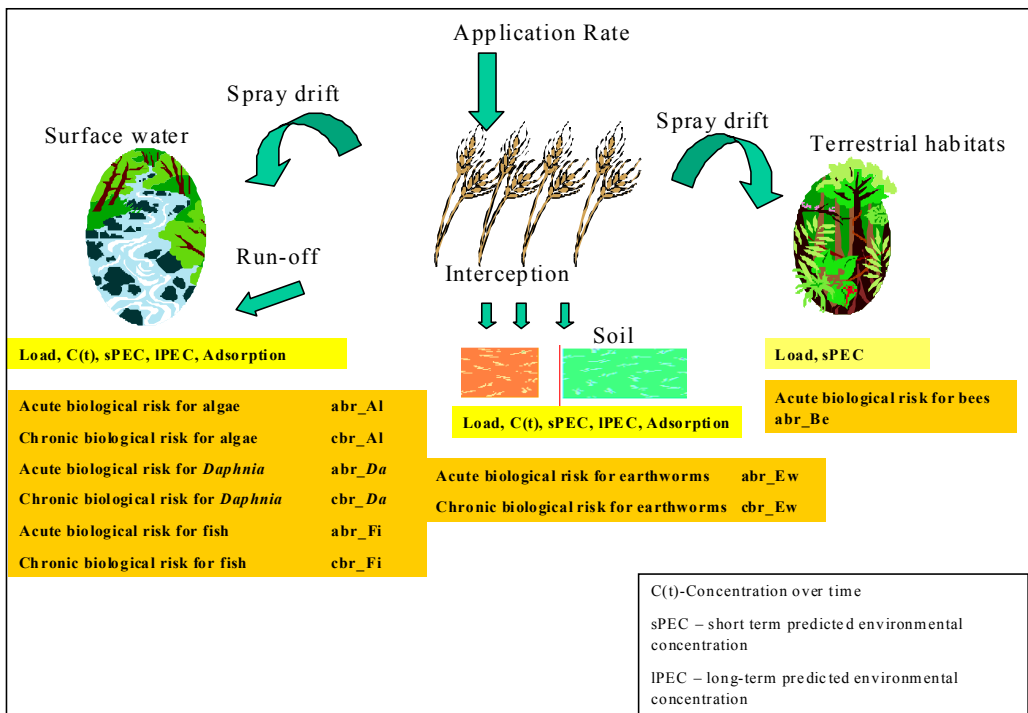 Application Rate
Spray drift
Surface water
Spray drift
Terrestrial habitats
Run-off
Interception
Soil
Load, C(t), sPEC, lPEC, Adsorption
Load, sPEC
Acute biological risk for algae abr_Al
Chronic biological risk for algae cbr_Al
Acute biological risk for Daphnia abr_Da
Chronic biological risk for Daphnia cbr_Da
Acute biological risk for fish abr_Fi
Chronic biological risk for fish cbr_Fi
Load, C(t), sPEC, lPEC, Adsorption
Acute biological risk for earthworms abr_Ew
Chronic biological risk for earthworms cbr_Ew
Acute biological risk for bees
abr_Be
C(t)-Concentration over time
sPEC – short term predicted environmental
concentration
lPEC – long-term predicted environmental
concentration